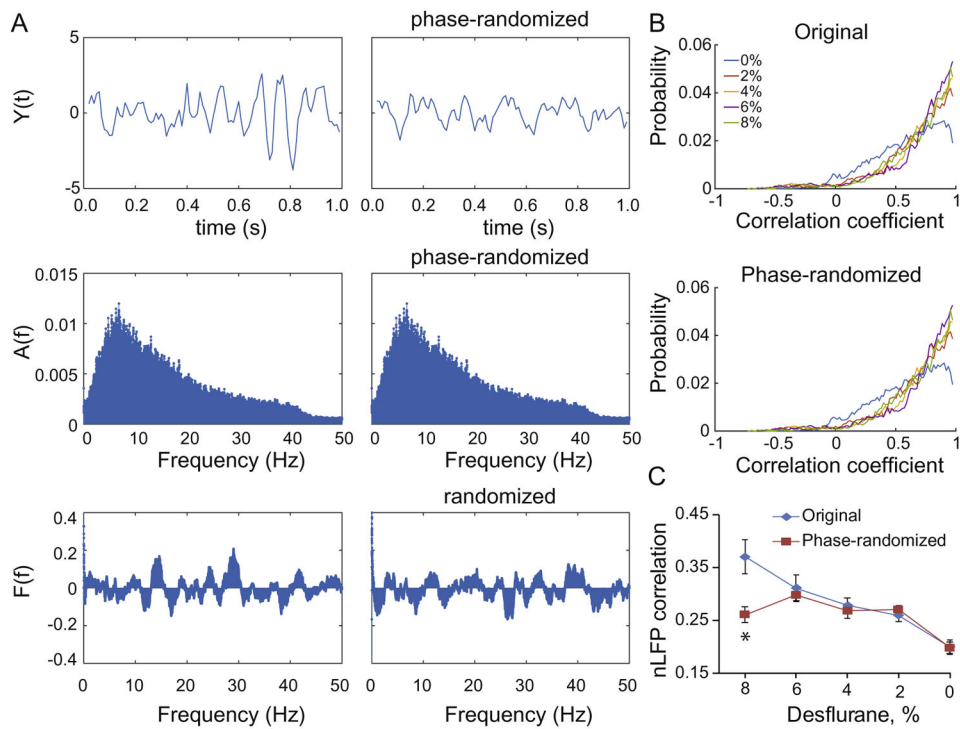 A
phase-randomized
5
0
-5
Y(t)
0.0 0.2 0.4 0.6 0.8 1.0
0.0 0.2 0.4 0.6 0.8 1.0
time (s)
time (s)
phase-randomized
0.015
0.01
0.005
0
A(f)
0 10 20 30 40 50
0 10 20 30 40 50
Frequency (Hz)
Frequency (Hz)
randomized
0.4
0.2
0
-0.2
-0.4
F(f)
0 10 20 30 40 50
0 10 20 30 40 50
Frequency (Hz)
Frequency (Hz)
B
Original
0.06
0.04
0.02
0
Probability
0%
2%
4%
6%
8%
-1 -0.5 0 0.5 1
Correlation coefficient
Phase-randomized
0.06
0.04
0.02
0
Probability
-1 -0.5 0 0.5 1
Correlation coefficient
C
Original
Phase-randomized
0.45
0.35
0.25
0.15
nLFP correlation
*
8 6 4 2 0
Desflurane, %